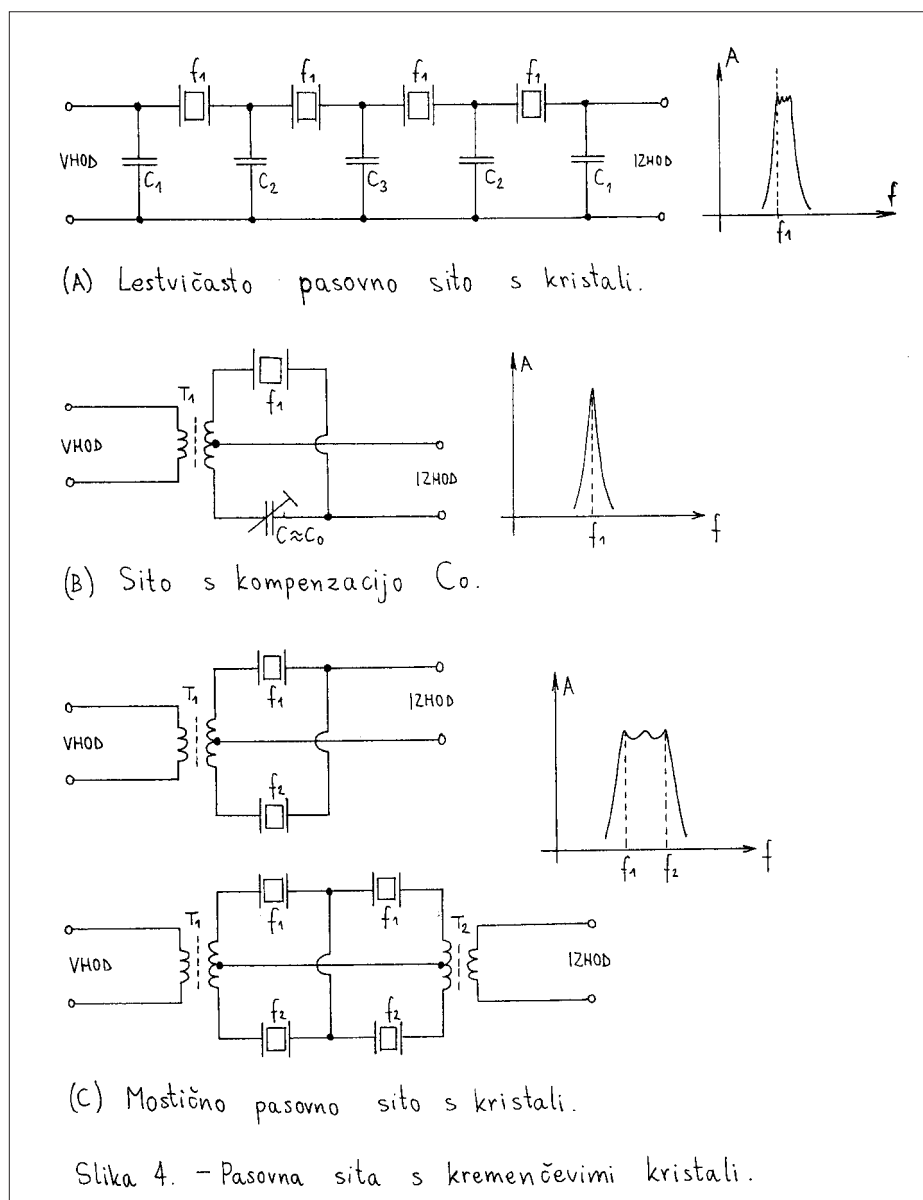 f₁ f₁ f₁ f₁
A
VHOD
IZHOD
C₁ C₂ C₃ C₂ C₁
f
f₁
(A) Lestvičasto pasovno sito s kristali.
A
T₁
f₁
VHOD
IZHOD
C≈C₀
f₁
f
(B) Sito s kompenzacijo C₀.
T₁
f₁
IZHOD
VHOD
f₂
A
f₁ f₂
f
T₁
f₁ f₁
T₂
VHOD
IZHOD
f₂ f₂
(C) Mostično pasovno sito s kristali.
Slika 4. - Pasovna sita s kremenčevimi kristali.